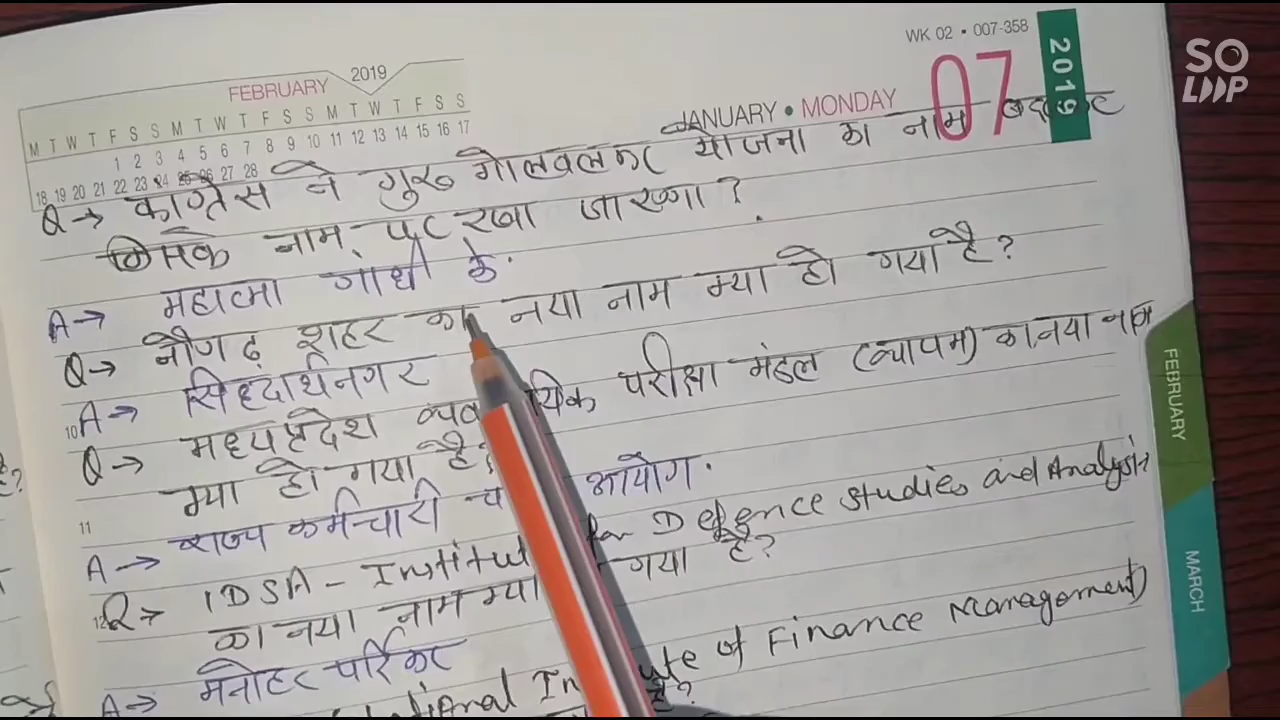 SO
LOOP
WK 02 • 007-358
2019
FEBRUARY 2019
M T W T F S S M T W T F S S M T W T F S S
1 2 3 4 5 6 7 8 9 10 11 12 13 14 15 16 17
18 19 20 21 22 23 24 25 26 27 28
JANUARY • MONDAY 07
Q → कांग्रेस ने गुरु गोलवलकर योजना का नाम बदलकर
किसके नाम पर रखा जाएगा?
A → महात्मा गांधी के.
Q → नौगढ़ शहर का नया नाम क्या हो गया है?
10 A → सिद्दार्थनगर
Q → मध्यप्रदेश परीक्षा मंडल (व्यापम) का नया नाम
11 क्या हो गया है?
A → राज्य कर्मचारी आयोग.
12 Q → IDSA - Institut for Defence studies and Analysis
का नया नाम क्या गया है?
A → मनोहर पर्रिकर
of Finance Management)
है?
FEBRUARY
MARCH
है?